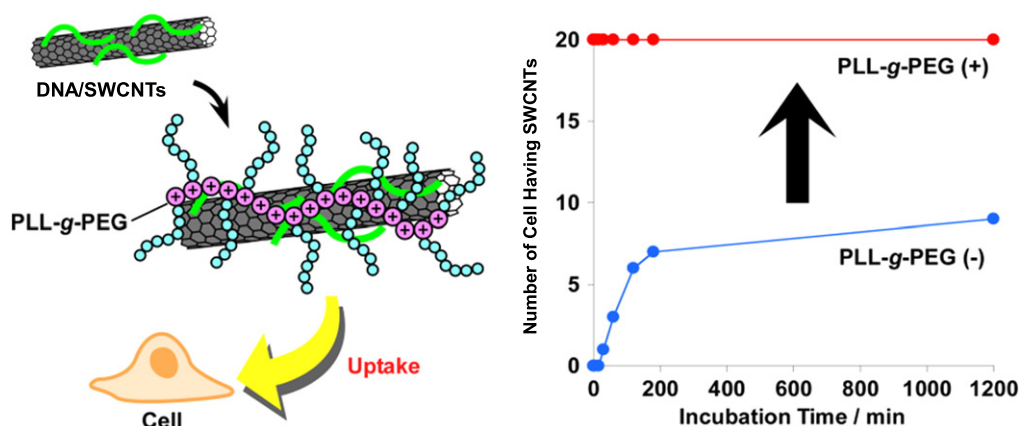 DNA/SWCNTs
PLL-g-PEG
Uptake
Cell
Number of Cell Having SWCNTs
20
15
10
5
0
PLL-g-PEG (+)
PLL-g-PEG (-)
0 200 400 600 800 1000 1200
Incubation Time / min
+ + + + + + + + + + + + + + + +